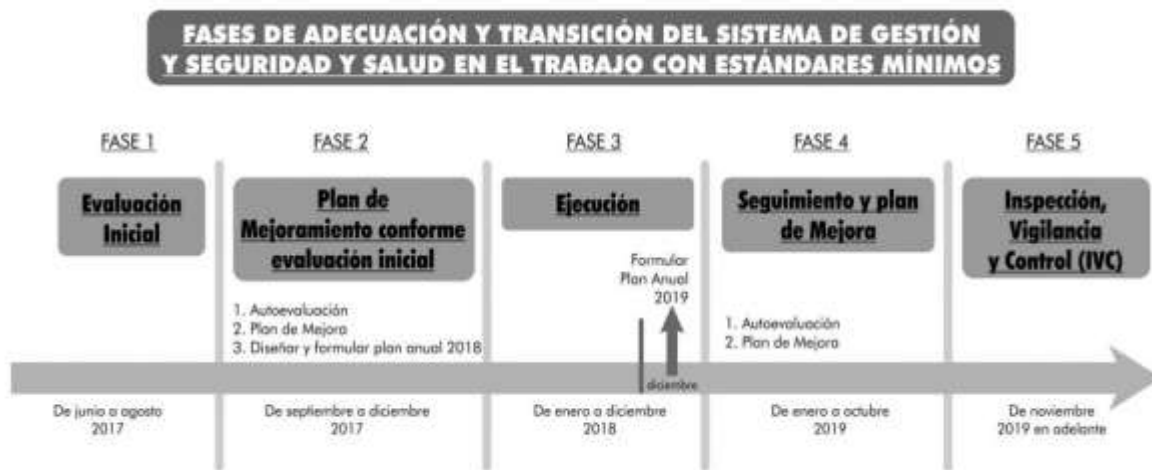 FASES DE ADECUACIÓN Y TRANSICIÓN DEL SISTEMA DE GESTIÓN
Y SEGURIDAD Y SALUD EN EL TRABAJO CON ESTÁNDARES MÍNIMOS
FASE 1
Evaluación
Inicial
De junio a agosto
2017
FASE 2
Plan de
Mejoramiento conforme
evaluación inicial
1. Autoevaluación
2. Plan de Mejora
3. Diseñar y formular plan anual 2018
De septiembre a diciembre
2017
FASE 3
Ejecución
Formular
Plan Anual
2019
diciembre
De enero a diciembre
2018
FASE 4
Seguimiento y plan
de Mejora
1. Autoevaluación
2. Plan de Mejora
De enero a octubre
2019
FASE 5
Inspección,
Vigilancia
y Control (IVC)
De noviembre
2019 en adelante